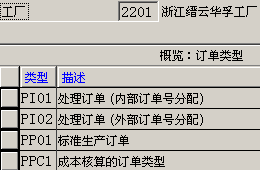 工厂 2201 浙江缙云华孚工厂
概览：订单类型
类型 描述
PI01 处理订单 (内部订单号分配)
PI02 处理订单 (外部订单号分配)
PP01 标准生产订单
PPC1 成本核算的订单类型